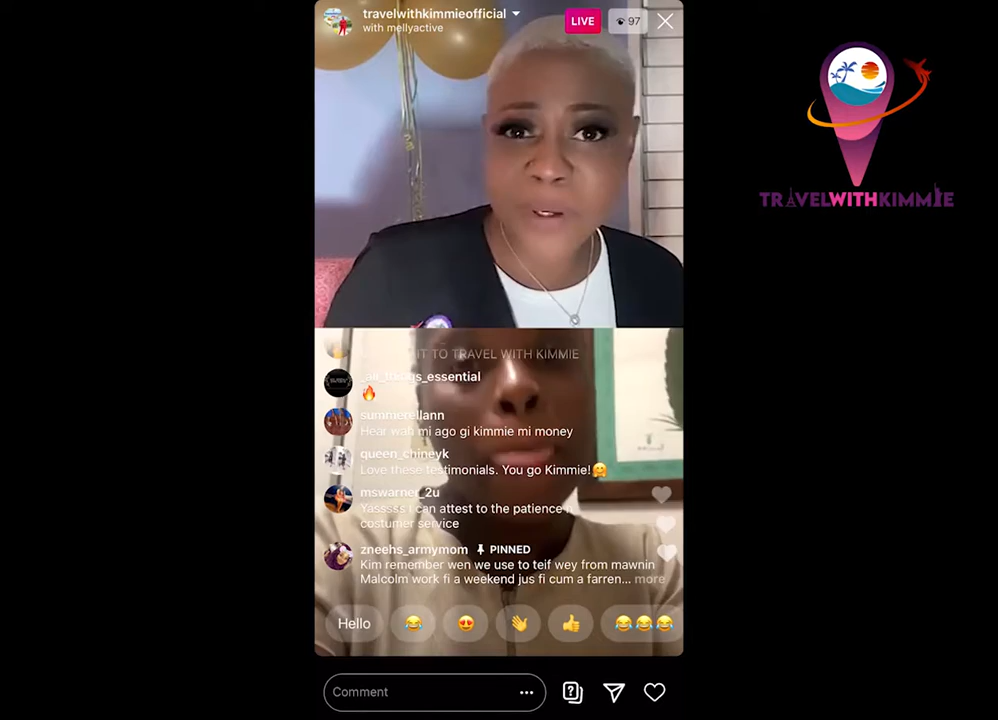 travelwithkimmieofficial
with mellyactive
LIVE
97
TRAVELWITHKIMMIE
IT TO TRAVEL WITH KIMMIE
_all_things_essential
summerellann
Hear wah mi ago gi kimmie mi money
queen_chineyk
Love these testimonials. You go Kimmie!🤗
mswarner_2u
Yasssss I can attest to the patience n
costumer service
zneehs_armymom PINNED
Kim remember wen we use to teif wey from mawnin
Malcolm work fi a weekend jus fi cum a farren... more
Hello
Comment